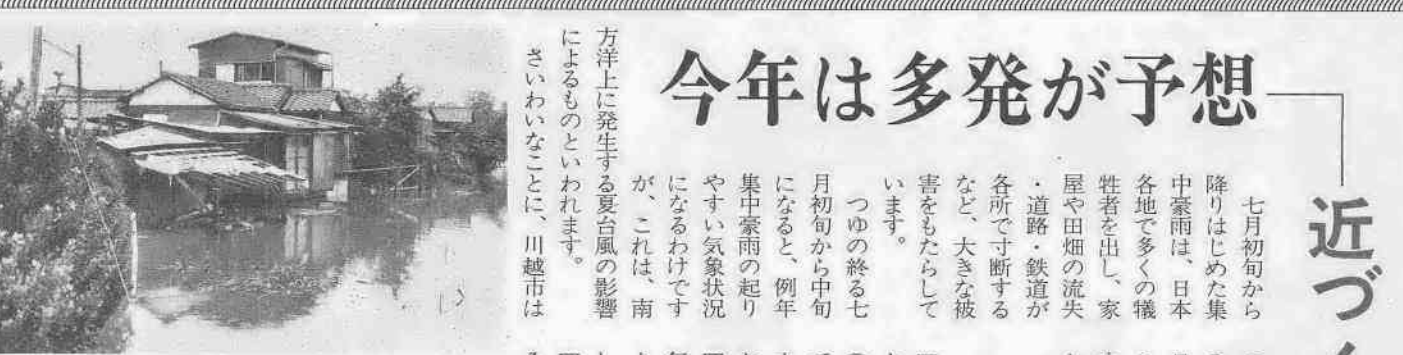 近づ
今年は多発が予想
七月初旬から
降りはじめた集
中豪雨は、日本
各地で多くの犠
牲者を出し、家
屋や田畑の流失
・道路・鉄道が
各所で寸断する
など、大きな被
害をもたらして
います。
つゆの終る七
月初旬から中旬
になると、例年
集中豪雨の起り
やすい気象状況
になるわけです
が、これは、南
方洋上に発生する夏台風の影響
によるものといわれます。
さいわいなことに、川越市は